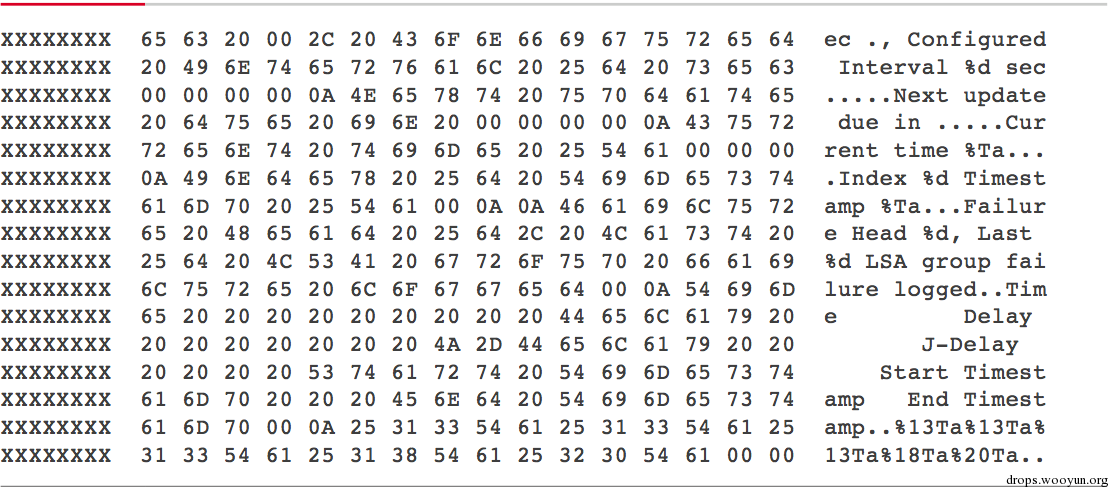 XXXXXXXX 65 63 20 00 2C 20 43 6F 6E 66 69 67 75 72 65 64 ec ., Configured
XXXXXXXX 20 49 6E 74 65 72 76 61 6C 20 25 64 20 73 65 63 Interval %d sec
XXXXXXXX 00 00 00 00 0A 4E 65 78 74 20 75 70 64 61 74 65 .....Next update
XXXXXXXX 20 64 75 65 20 69 6E 20 00 00 00 00 0A 43 75 72 due in .....Cur
XXXXXXXX 72 65 6E 74 20 74 69 6D 65 20 25 54 61 00 00 00 rent time %Ta...
XXXXXXXX 0A 49 6E 64 65 78 20 25 64 20 54 69 6D 65 73 74 .Index %d Timest
XXXXXXXX 61 6D 70 20 25 54 61 00 0A 0A 46 61 69 6C 75 72 amp %Ta...Failur
XXXXXXXX 65 20 48 65 61 64 20 25 64 2C 20 4C 61 73 74 20 e Head %d, Last
XXXXXXXX 25 64 20 4C 53 41 20 67 72 6F 75 70 20 66 61 69 %d LSA group fai
XXXXXXXX 6C 75 72 65 20 6C 6F 67 67 65 64 00 0A 54 69 6D lure logged..Tim
XXXXXXXX 65 20 20 20 20 20 20 20 20 20 44 65 6C 61 79 20 e Delay
XXXXXXXX 20 20 20 20 20 20 20 4A 2D 44 65 6C 61 79 20 20 J-Delay
XXXXXXXX 20 20 20 20 53 74 61 72 74 20 54 69 6D 65 73 74 Start Timest
XXXXXXXX 61 6D 70 20 20 20 45 6E 64 20 54 69 6D 65 73 74 amp End Timest
XXXXXXXX 61 6D 70 00 0A 25 31 33 54 61 25 31 33 54 61 25 amp..%13Ta%13Ta%
XXXXXXXX 31 33 54 61 25 31 38 54 61 25 32 30 54 61 00 00 13Ta%18Ta%20Ta..
drops.wooyun.org